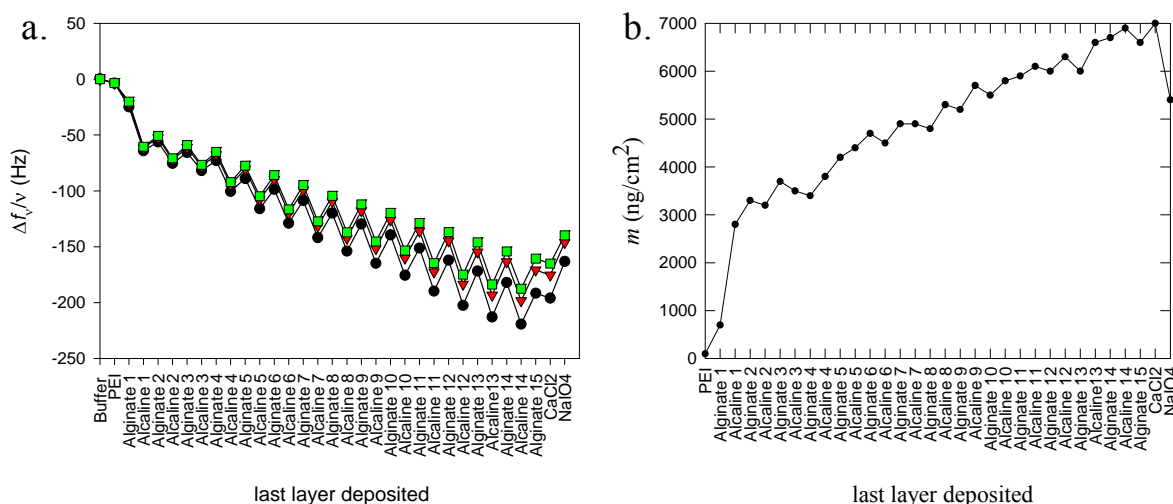 a.
50
0
-50
-100
-150
-200
-250
Δfν/ν (Hz)
Buffer
PEI
Alginate 1
Alcaline 1
Alginate 2
Alcaline 2
Alginate 3
Alcaline 3
Alginate 4
Alcaline 4
Alginate 5
Alcaline 5
Alginate 6
Alcaline 6
Alginate 7
Alcaline 7
Alginate 8
Alcaline 8
Alginate 9
Alcaline 9
Alginate 10
Alcaline 10
Alginate 11
Alcaline 11
Alginate 12
Alcaline 12
Alginate 13
Alcaline13
Alginate 14
Alcaline 14
Alginate 15
CaCl2
NaIO4
last layer deposited
b.
7000
6000
5000
4000
3000
2000
1000
0
m (ng/cm²)
PEI
Alginate 1
Alcaline 1
Alginate 2
Alcaline 2
Alginate 3
Alcaline 3
Alginate 4
Alcaline 4
Alginate 5
Alcaline 5
Alginate 6
Alcaline 6
Alginate 7
Alcaline 7
Alginate 8
Alcaline 8
Alginate 9
Alcaline 9
Alginate 10
Alcaline 10
Alginate 11
Alcaline 11
Alginate 12
Alcaline 12
Alginate 13
Alcaline13
Alginate 14
Alcaline 14
Alginate 15
CaCl2
NaIO4
last layer deposited